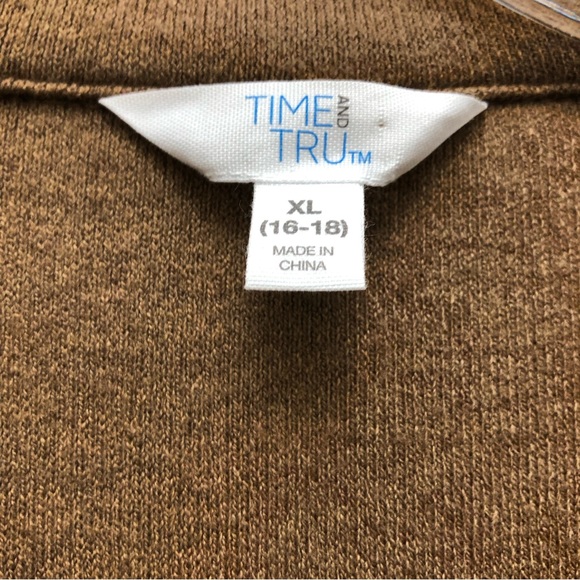 TIME AND
TRU™
XL
(16-18)
MADE IN
CHINA